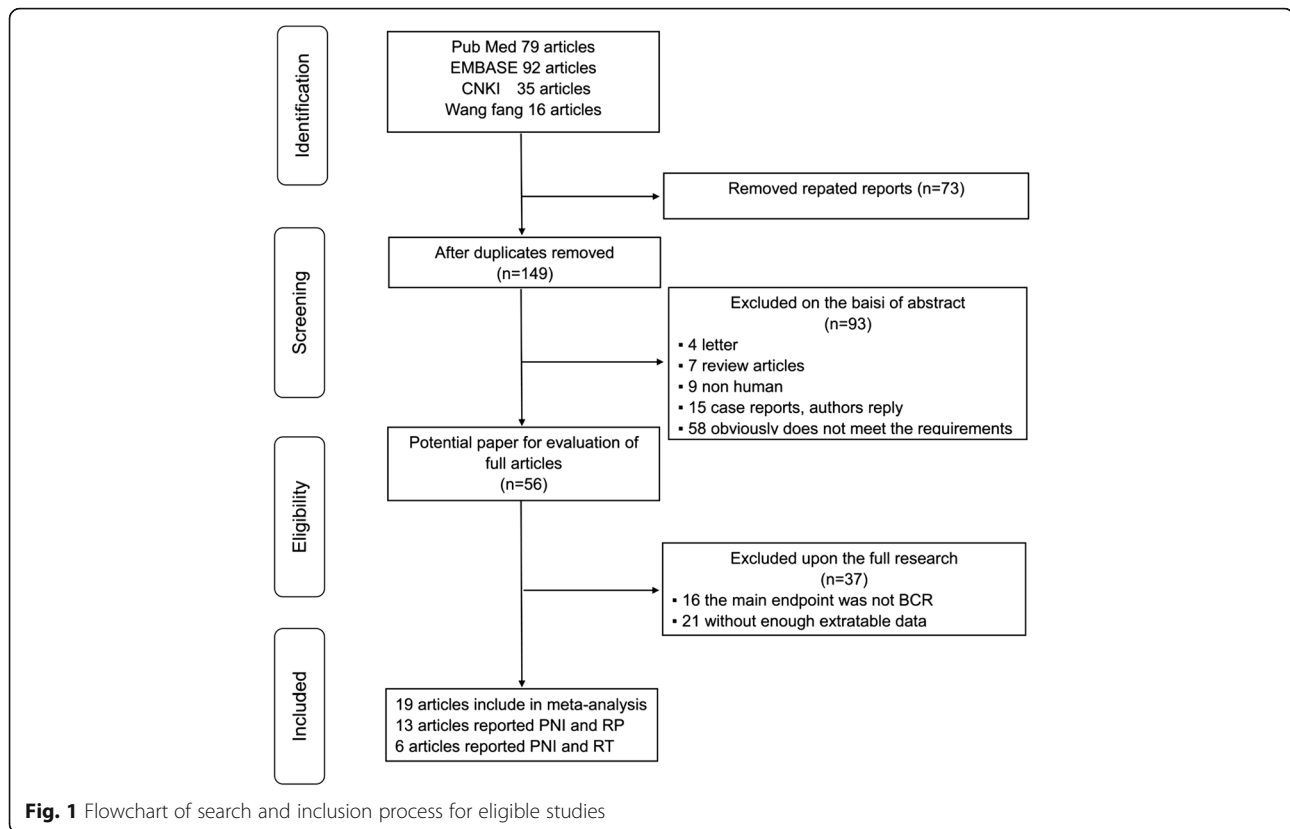 Identification
Pub Med 79 articles
EMBASE 92 articles
CNKI 35 articles
Wang fang 16 articles
Removed repated reports (n=73)
Screening
After duplicates removed
(n=149)
Excluded on the baisi of abstract
(n=93)
▪ 4 letter
▪ 7 review articles
▪ 9 non human
▪ 15 case reports, authors reply
▪ 58 obviously does not meet the requirements
Eligibility
Potential paper for evaluation of
full articles
(n=56)
Excluded upon the full research
(n=37)
▪ 16 the main endpoint was not BCR
▪ 21 without enough extratable data
Included
19 articles include in meta-analysis
13 articles reported PNI and RP
6 articles reported PNI and RT
Fig. 1 Flowchart of search and inclusion process for eligible studies